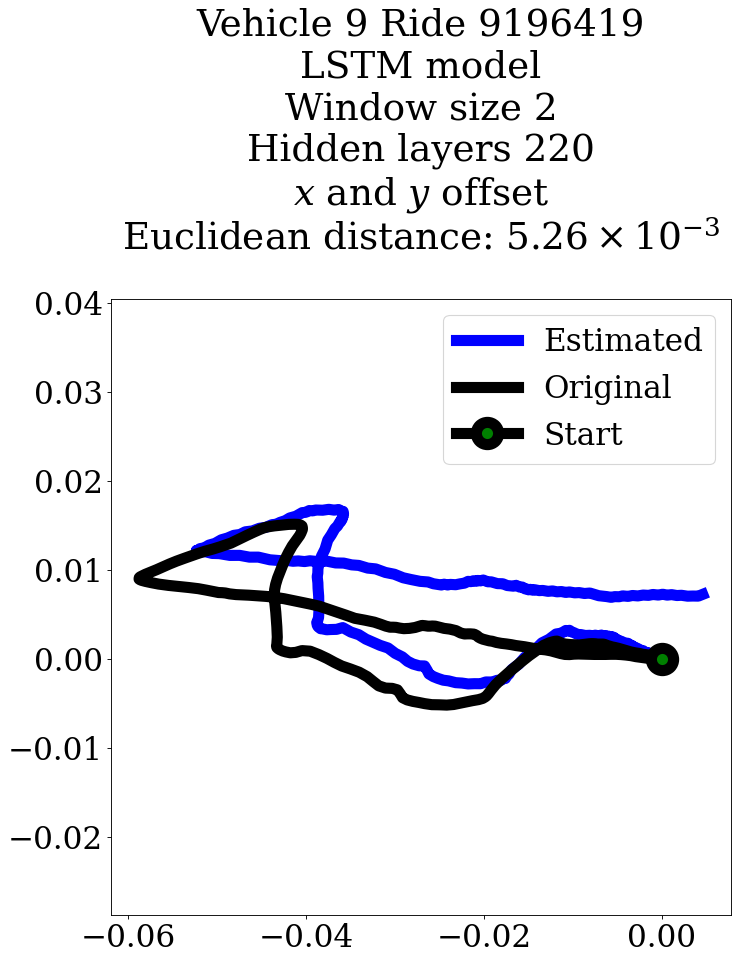 Vehicle 9 Ride 9196419
LSTM model
Window size 2
Hidden layers 220
x and y offset
Euclidean distance: 5.26 × 10⁻³
0.04
Estimated
0.03
Original
Start
0.02
0.01
0.00
−0.01
−0.02
−0.06 −0.04 −0.02 0.00